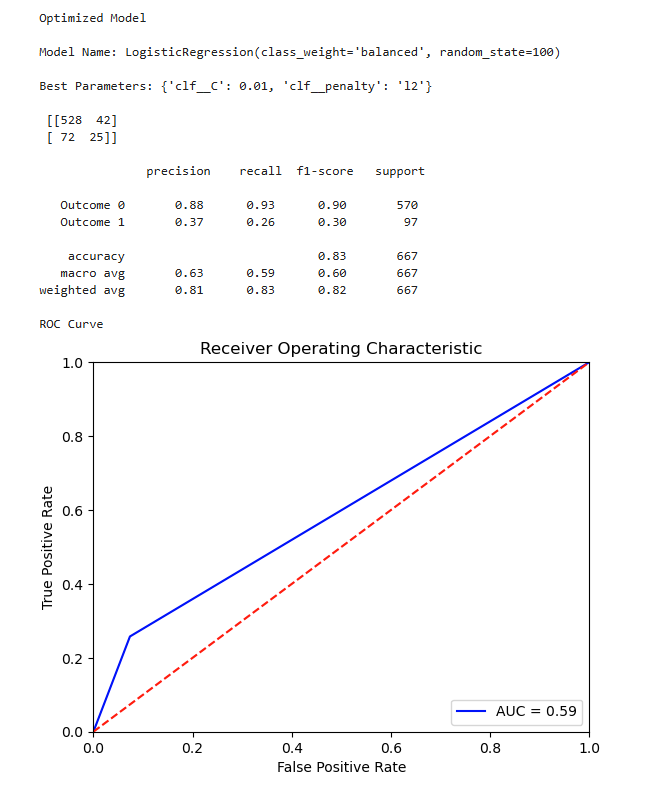 Optimized Model
Model Name: LogisticRegression(class_weight='balanced', random_state=100)
Best Parameters: {'clf__C': 0.01, 'clf__penalty': 'l2'}
[[528 42]
[ 72 25]]
precision recall f1-score support
Outcome 0 0.88 0.93 0.90 570
Outcome 1 0.37 0.26 0.30 97
accuracy 0.83 667
macro avg 0.63 0.59 0.60 667
weighted avg 0.81 0.83 0.82 667
ROC Curve
Receiver Operating Characteristic
1.0
0.8
0.6
0.4
0.2
0.0
True Positive Rate
AUC = 0.59
0.0 0.2 0.4 0.6 0.8 1.0
False Positive Rate